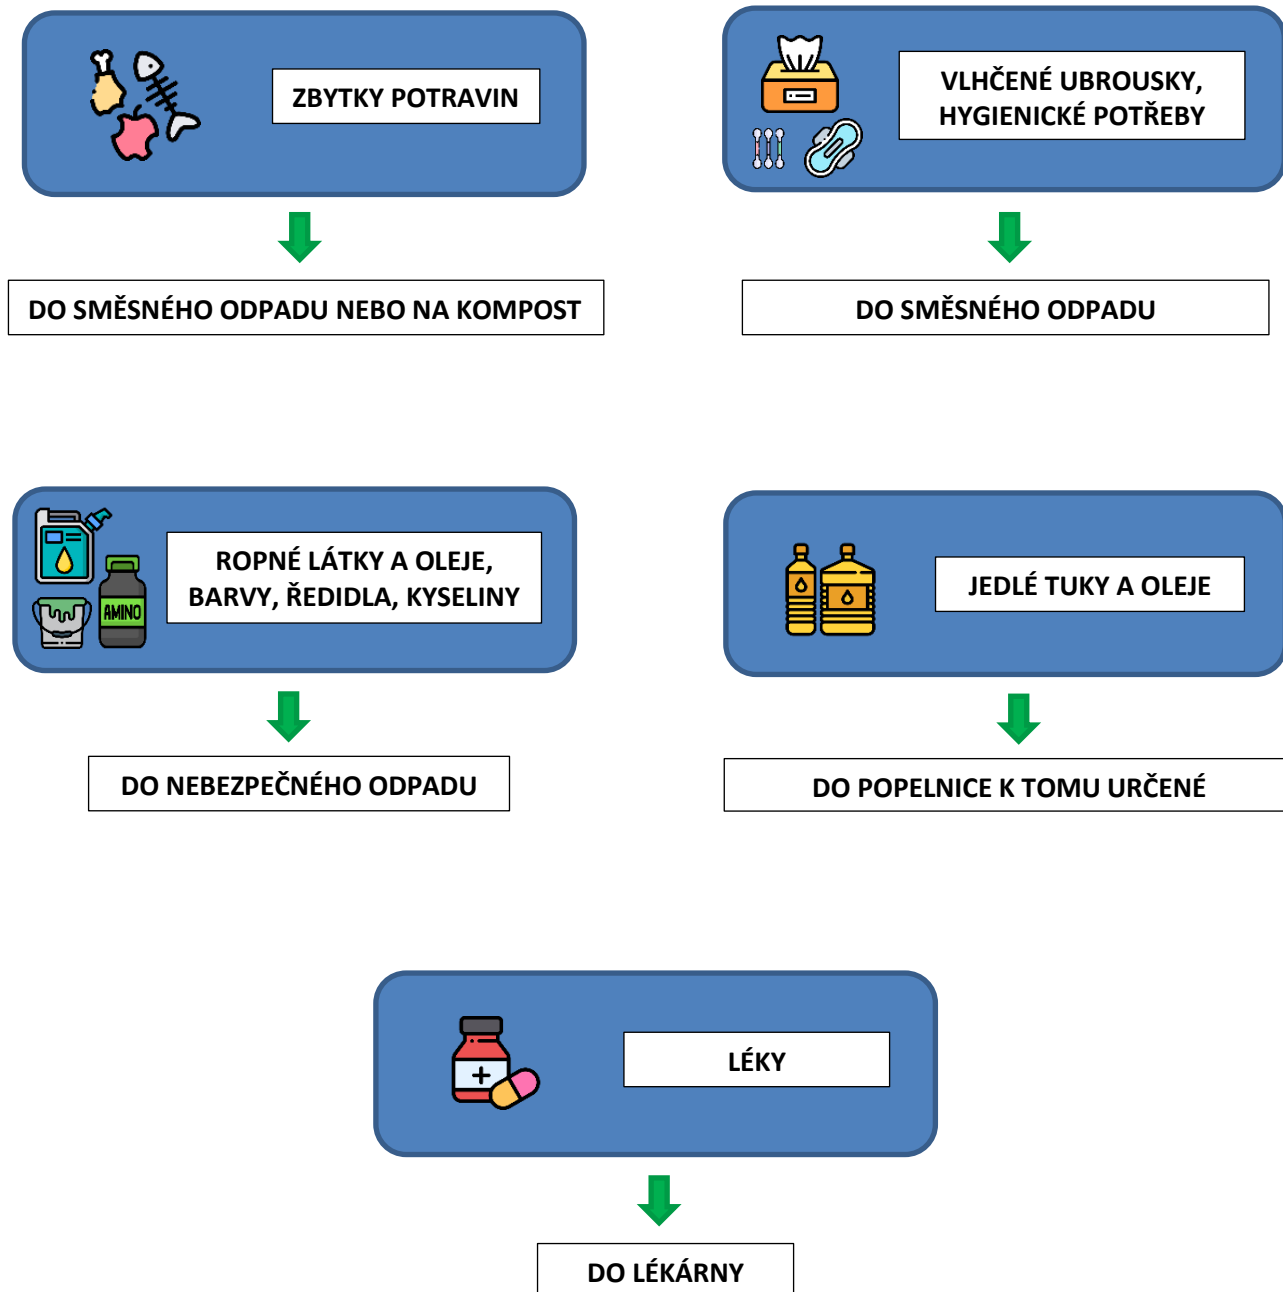 ZBYTKY POTRAVIN
VLHČENÉ UBROUSKY,
HYGIENICKÉ POTŘEBY
DO SMĚSNÉHO ODPADU NEBO NA KOMPOST
DO SMĚSNÉHO ODPADU
AMINO
ROPNÉ LÁTKY A OLEJE,
BARVY, ŘEDIDLA, KYSELINY
JEDLÉ TUKY A OLEJE
DO NEBEZPEČNÉHO ODPADU
DO POPELNICE K TOMU URČENÉ
LÉKY
DO LÉKÁRNY